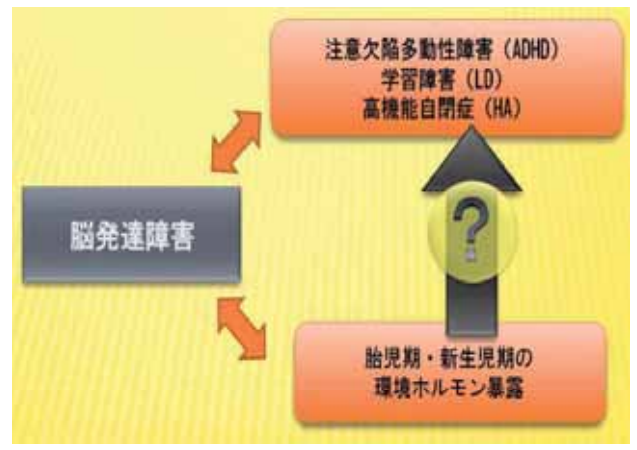 注意欠陥多動性障害（ADHD）
学習障害（LD）
高機能自閉症（HA）
脳発達障害
?
胎児期・新生児期の
環境ホルモン暴露